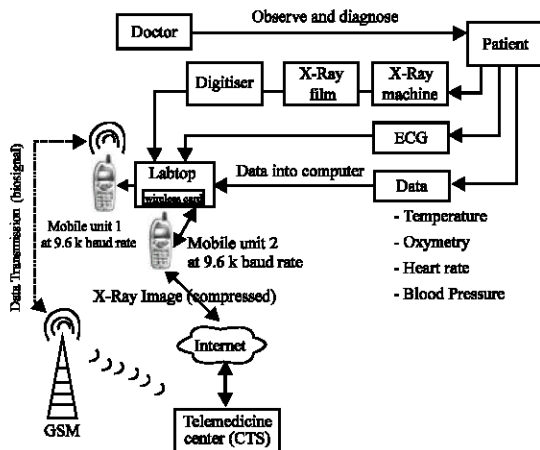 Observe and diagnose
Doctor
Patient
Digitiser
X-Ray
film
X-Ray
machine
ECG
Labtop
wireless card
Data into computer
Data
- Temperature
- Oxymetry
- Heart rate
- Blood Pressure
Data Transmission (biosignal)
Mobile unit 1
at 9.6 k baud rate
Mobile unit 2
at 9.6 k baud rate
X-Ray Image (compressed)
Internet
GSM
Telemedicine
center (CTS)